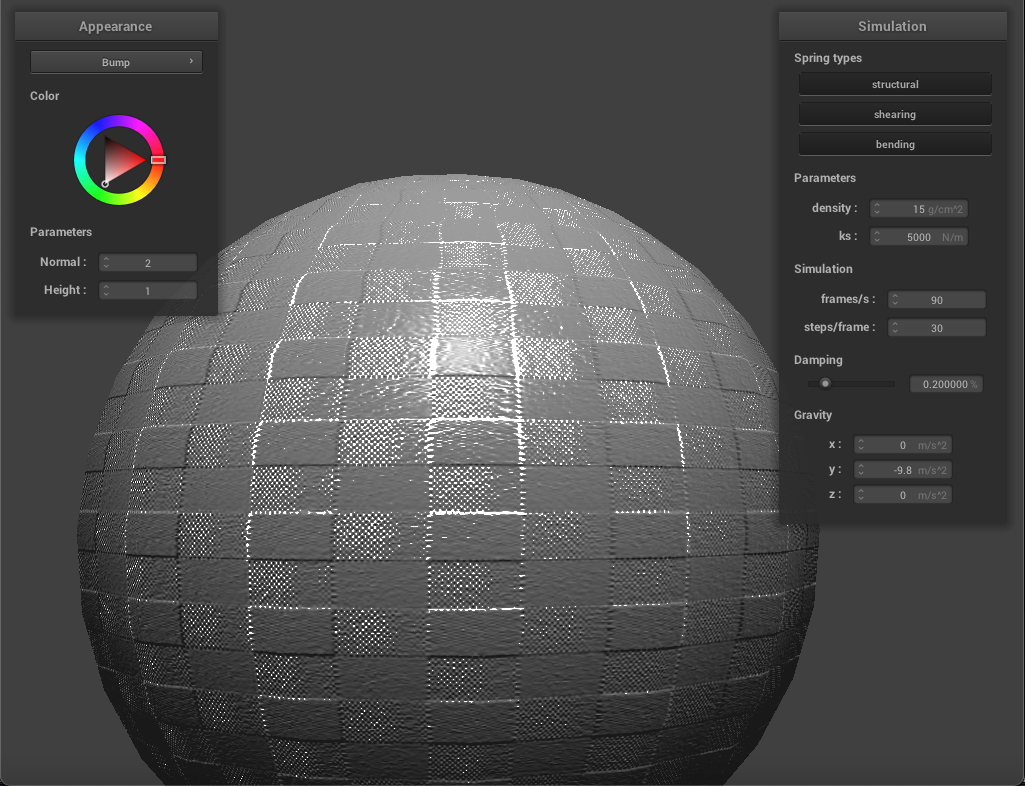 Appearance
Bump
Color
Parameters
Normal : 2
Height : 1
Simulation
Spring types
structural
shearing
bending
Parameters
density : 15 g/cm^2
ks : 5000 N/m
Simulation
frames/s : 90
steps/frame : 30
Damping
0.200000 %
Gravity
x : 0 m/s^2
y : -9.8 m/s^2
z : 0 m/s^2